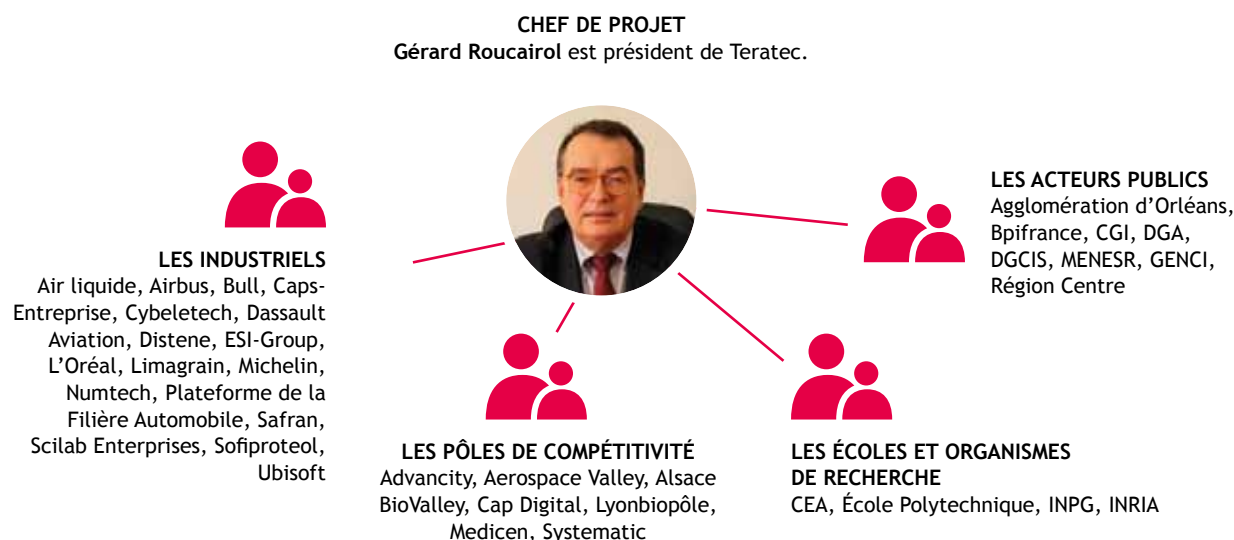 CHEF DE PROJET
Gérard Roucairol est président de Teratec.
LES INDUSTRIELS
Air liquide, Airbus, Bull, Caps-
Entreprise, Cybeletech, Dassault
Aviation, Distene, ESI-Group,
L’Oréal, Limagrain, Michelin,
Numtech, Plateforme de la
Filière Automobile, Safran,
Scilab Enterprises, Sofiproteol,
Ubisoft
LES PÔLES DE COMPÉTITIVITÉ
Advancity, Aerospace Valley, Alsace
BioValley, Cap Digital, Lyonbiopôle,
Medicen, Systematic
LES ÉCOLES ET ORGANISMES
DE RECHERCHE
CEA, École Polytechnique, INPG, INRIA
LES ACTEURS PUBLICS
Agglomération d’Orléans,
Bpifrance, CGI, DGA,
DGCIS, MENESR, GENCI,
Région Centre